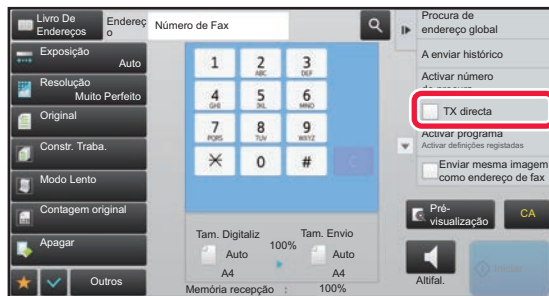 Livro De
Endereços
Endereç
o
Número de Fax
Exposição
Auto
Resolução
Muito Perfeito
Original
Constr. Traba.
Modo Lento
Contagem original
Apagar
Outros
1
2
ABC
3
DEF
4
GHI
5
JKL
6
MNO
7
PQRS
8
TUV
9
WXYZ
0
#
C
Tam. Digitaliz
100%
Tam. Envio
Auto
A4
Auto
A4
Memória recepção :
100%
Procura de
endereço global
A enviar histórico
Activar número
de procura
TX directa
Activar programa
Activar definições registadas
Enviar mesma imagem
como endereço de fax
Pré-
visualização
CA
Altifal.
Iniciar